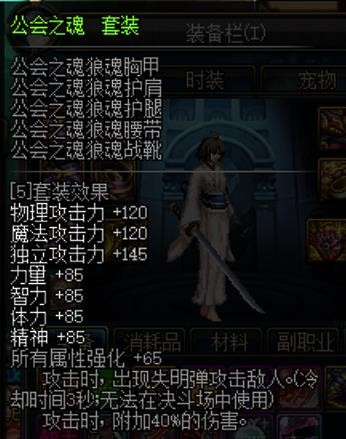 公会之魂 套装
装备栏(I)
公会之魂狼魂胸甲
公会之魂狼魂护肩
时装 宠物
公会之魂狼魂护腿
公会之魂狼魂腰带
公会之魂狼魂战靴
[5]套装效果
物理攻击力 +120
魔法攻击力 +120
独立攻击力 +145
力量 +85
智力 +85
体力 +85
精神 +85
消耗品 材料 副职业
所有属性强化 +65
攻击时,出现失明弹攻击敌人。(冷
却时间3秒;无法在决斗场中使用)
攻击时,附加40%的伤害。